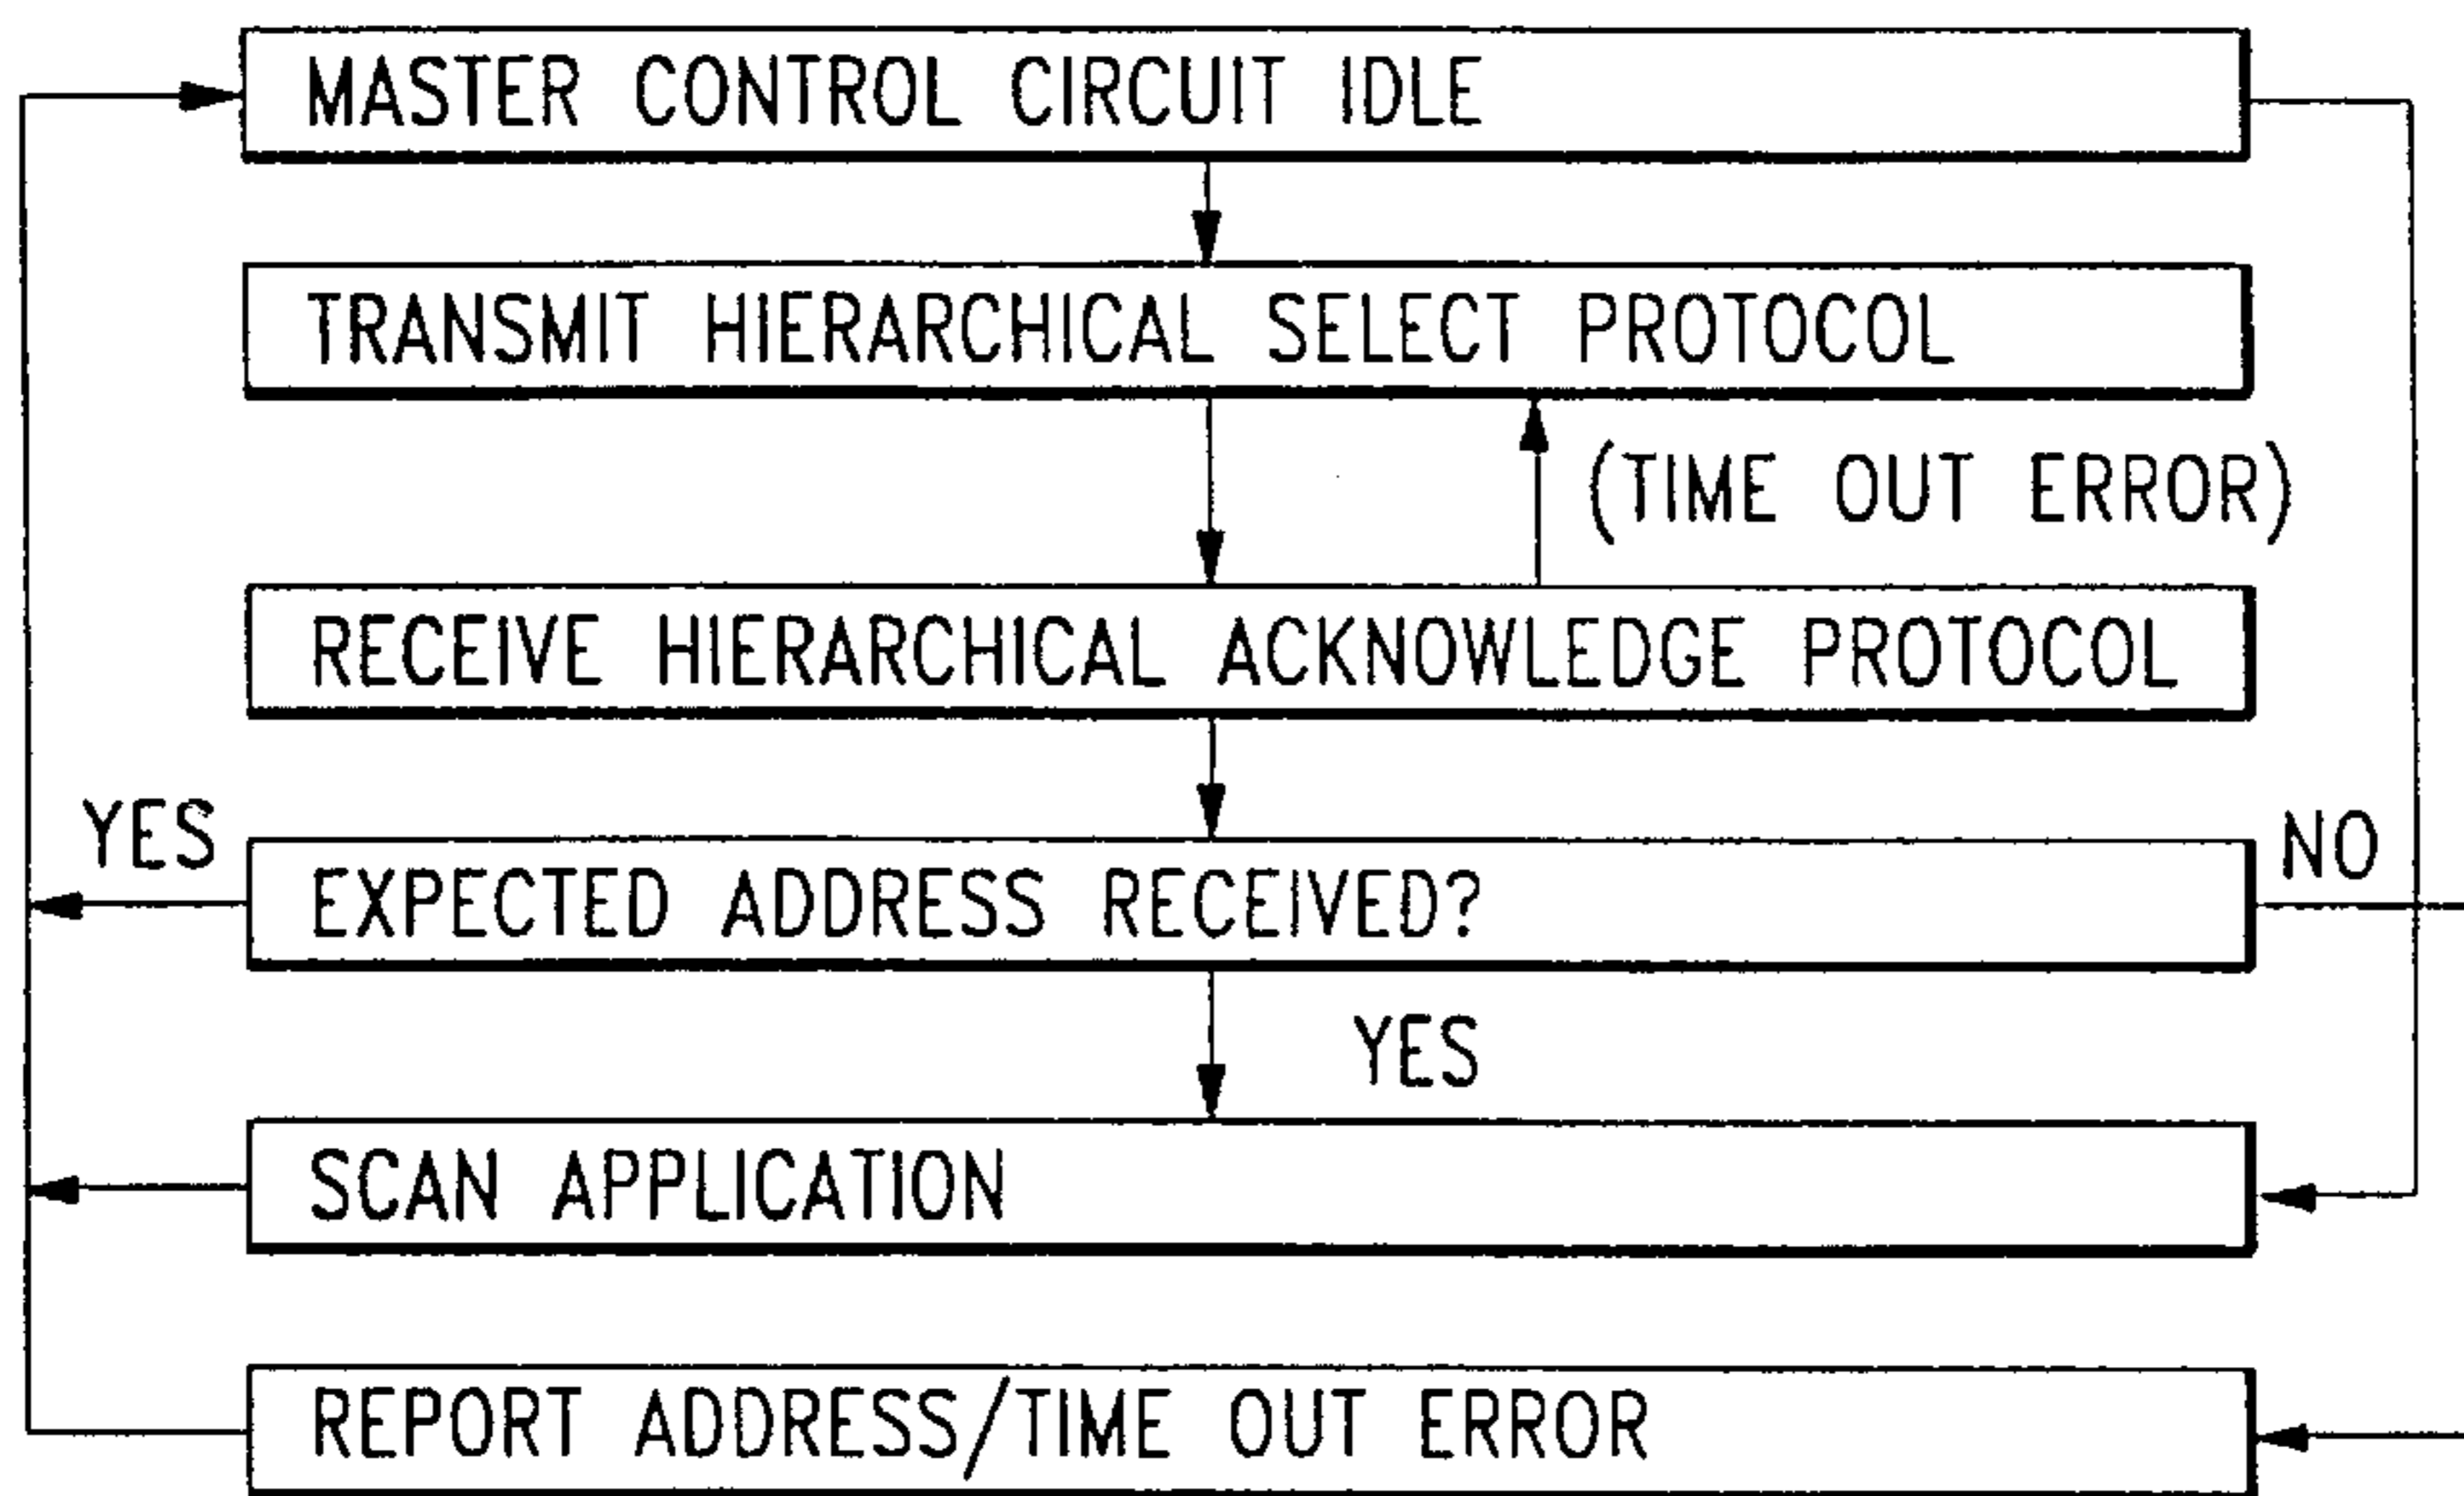 MASTER CONTROL CIRCUIT IDLE
TRANSMIT HIERARCHICAL SELECT PROTOCOL
(TIME OUT ERROR)
RECEIVE HIERARCHICAL ACKNOWLEDGE PROTOCOL
YES
NO
EXPECTED ADDRESS RECEIVED?
YES
SCAN APPLICATION
REPORT ADDRESS/TIME OUT ERROR